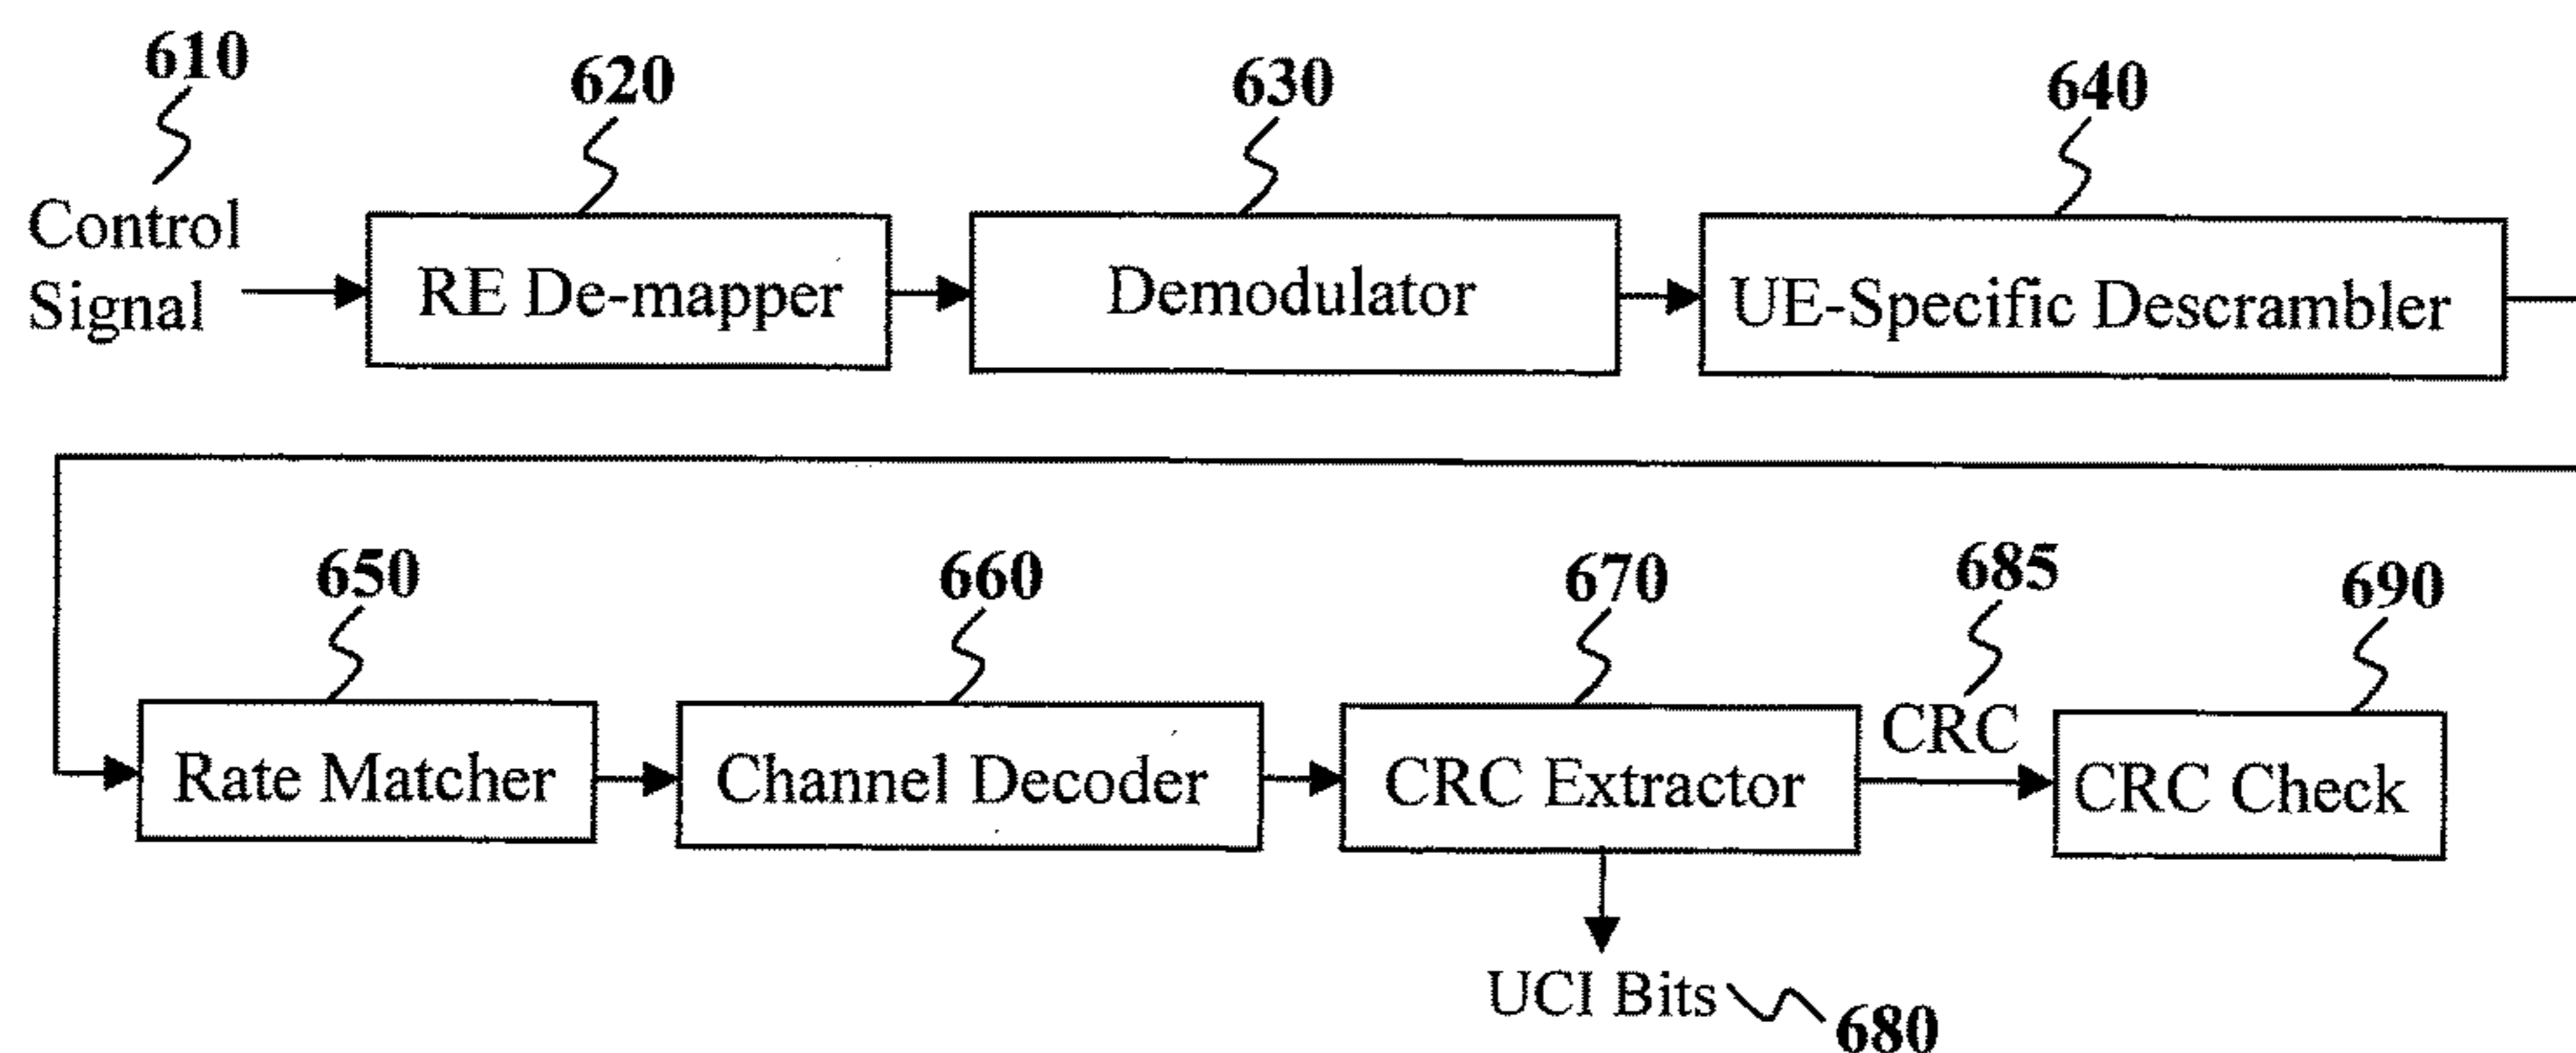 610
620
630
640
Control
Signal
RE De-mapper
Demodulator
UE-Specific Descrambler
650
660
670
685
690
CRC
Rate Matcher
Channel Decoder
CRC Extractor
CRC Check
UCI Bits
680